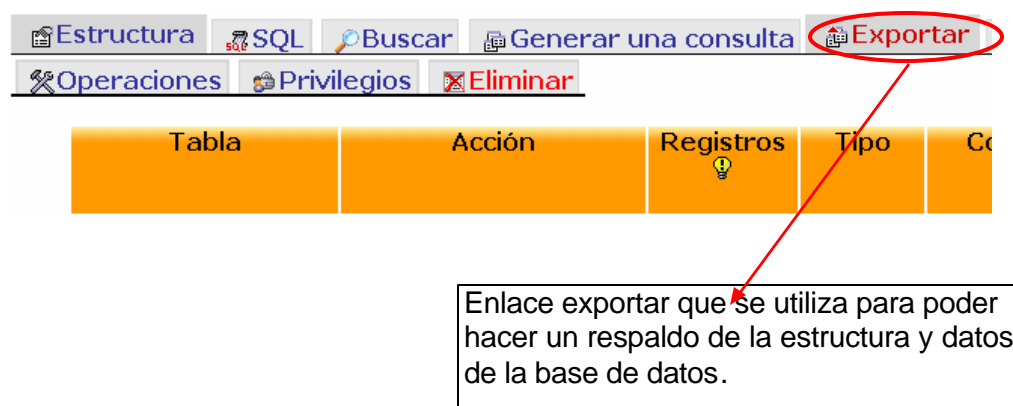 Estructura SQL Buscar Generar una consulta Exportar
Operaciones Privilegios Eliminar
Tabla Acción Registros Tipo
Enlace exportar que se utiliza para poder
hacer un respaldo de la estructura y datos
de la base de datos.